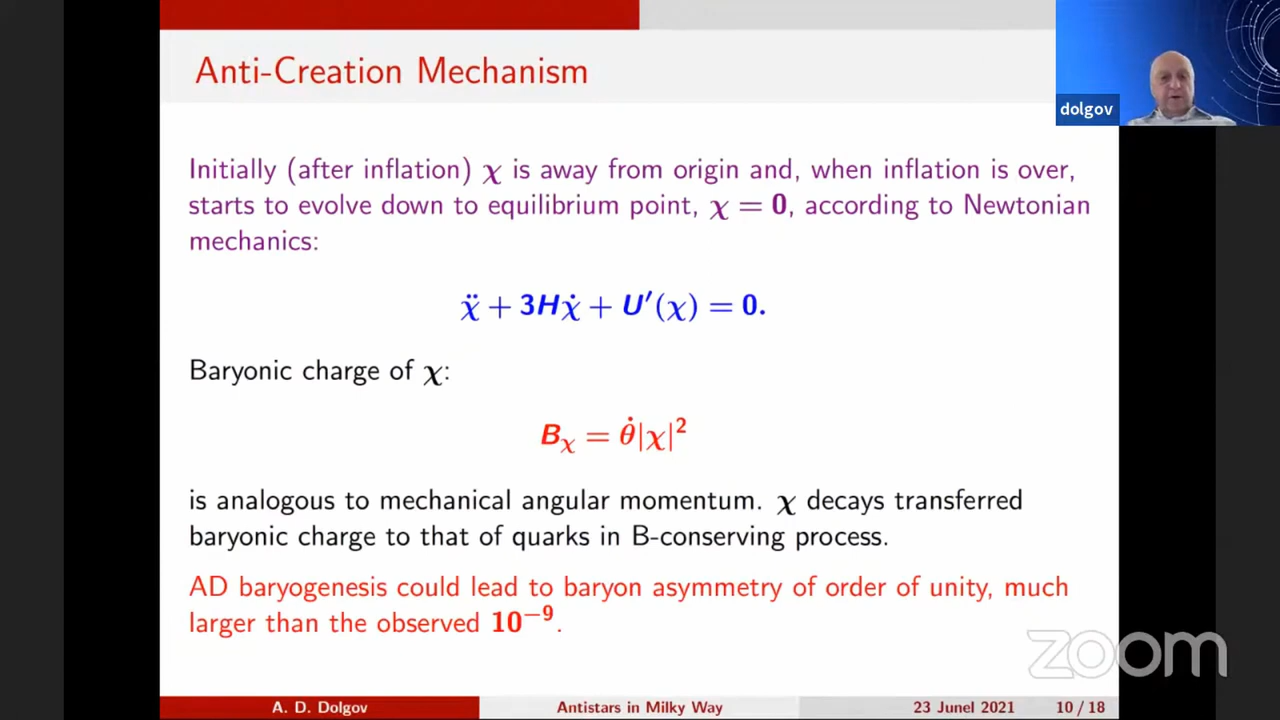 Anti-Creation Mechanism
dolgov
Initially (after inflation) χ is away from origin and, when inflation is over,
starts to evolve down to equilibrium point, χ = 0, according to Newtonian
mechanics:
χ̈ + 3Hχ̇ + U′(χ) = 0.
Baryonic charge of χ:
Bᵪ = θ̇|χ|²
is analogous to mechanical angular momentum. χ decays transferred
baryonic charge to that of quarks in B-conserving process.
AD baryogenesis could lead to baryon asymmetry of order of unity, much
larger than the observed 10⁻⁹.
zoom
A. D. Dolgov
Antistars in Milky Way
23 Junel 2021
10 / 18